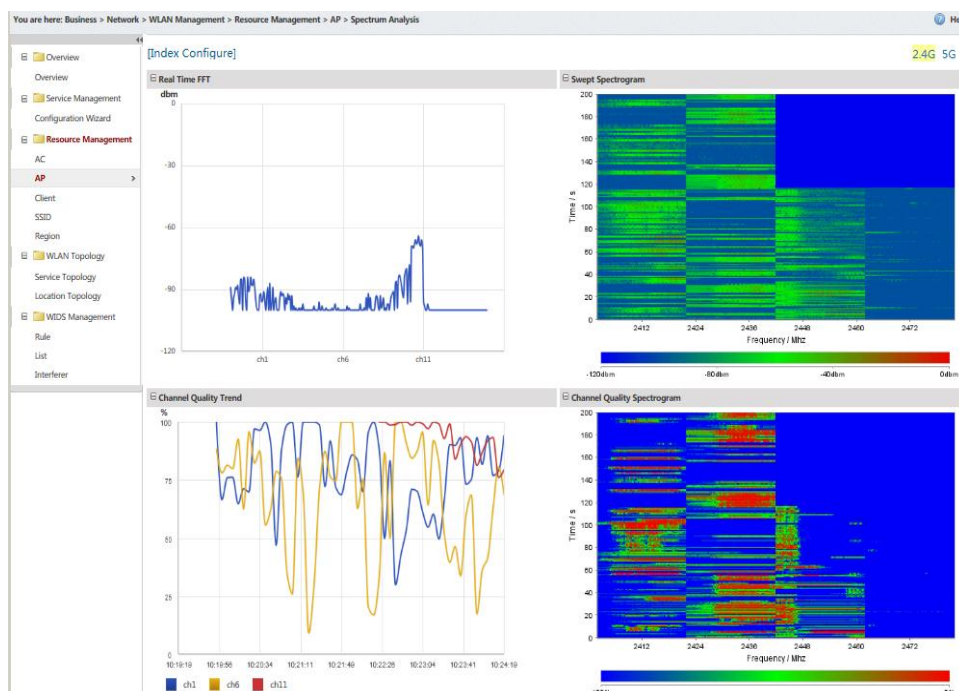 You are here: Business > Network > WLAN Management > Resource Management > AP > Spectrum Analysis
Overview
Overview
Service Management
Configuration Wizard
Resource Management
AC
AP >
Client
SSID
Region
WLAN Topology
Service Topology
Location Topology
WIDS Management
Rule
List
Interferer
[Index Configure]
2.4G 5G
Real Time FFT
dbm
0
-30
-60
-90
-120
ch1 ch6 ch11
Swept Spectrogram
Time / s
200
180
160
140
120
100
80
60
40
20
0
2412 2424 2436 2448 2460 2472
Frequency / Mhz
-120dbm -80dbm -40dbm 0dbm
Channel Quality Trend
%
100
75
50
25
0
10:19:19 10:19:56 10:20:34 10:21:11 10:21:49 10:22:26 10:23:04 10:23:41 10:24:19
ch1 ch6 ch11
Channel Quality Spectrogram
Time / s
200
180
160
140
120
100
80
60
40
20
0
2412 2424 2436 2448 2460 2472
Frequency / Mhz